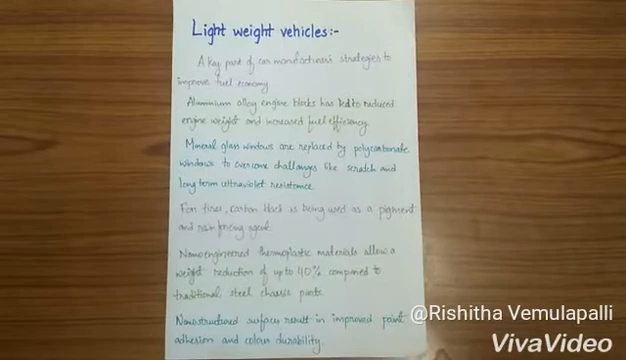 Light weight vehicles:-
A key part of car manufacturers strategies to
improve fuel economy
Aluminium alloy engine blocks has led to reduced
engine weight and increased fuel efficiency.
Mineral glass windows are replaced by polycarbonate
windows to overcome challenges like scratch and
long term ultraviolet resistance.
For tires, carbon black is being used as a pigment
and reinforcing agent.
Nanoengineered thermoplastic materials allow a
weight reduction of up to 40% compared to
traditional steel chassic parts.
Nanostructured surfaces result in improved paint
adhesion and colour durability.
@Rishitha Vemulapalli
VivaVideo